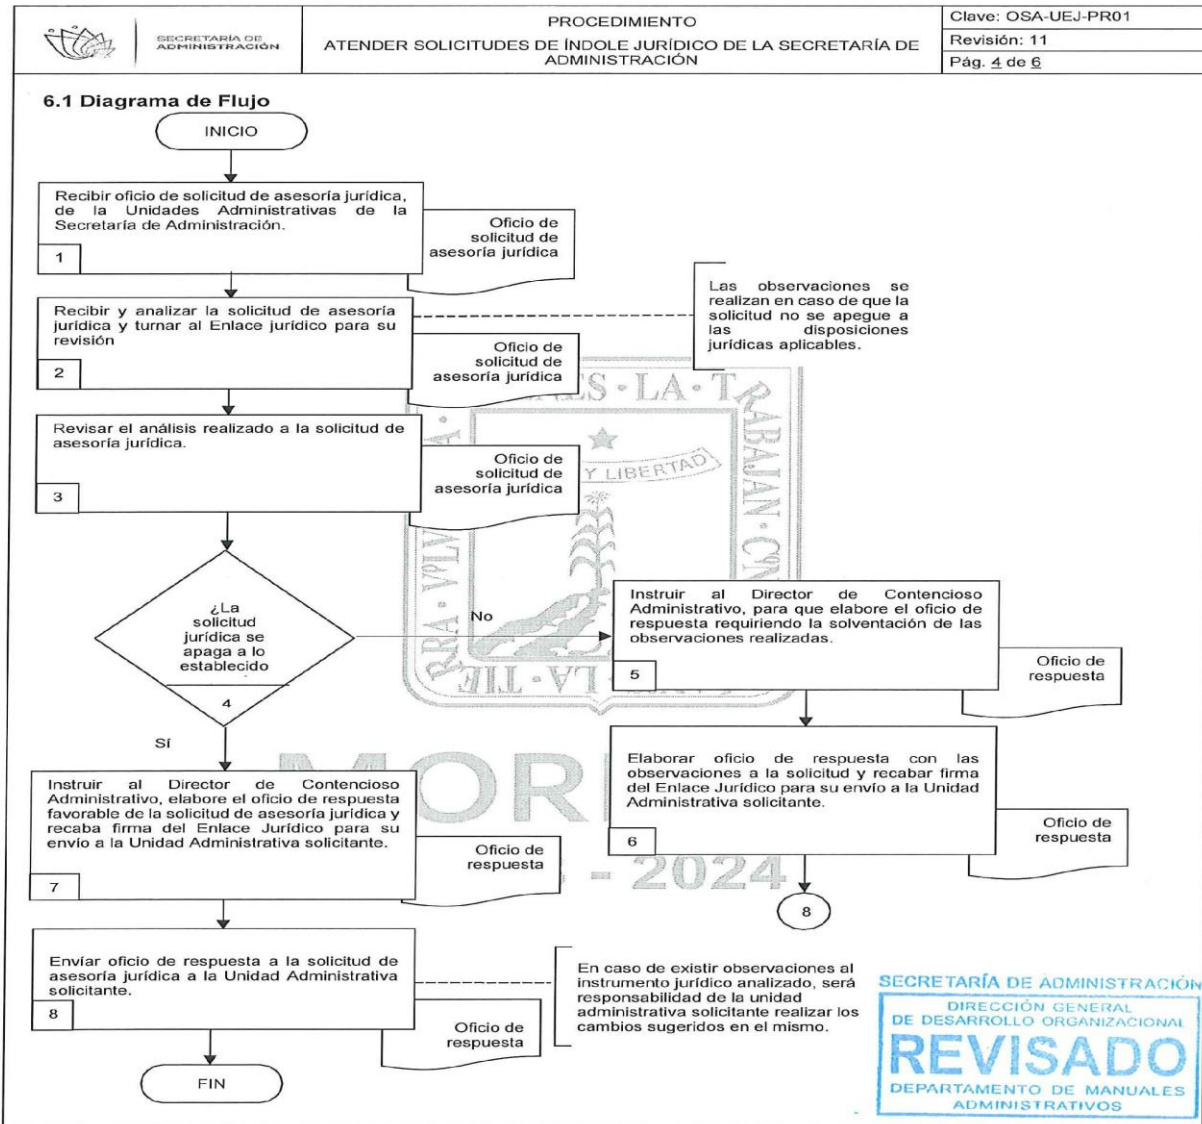 SECRETARÍA DE
ADMINISTRACIÓN
PROCEDIMIENTO
ATENDER SOLICITUDES DE ÍNDOLE JURÍDICO DE LA SECRETARÍA DE
ADMINISTRACIÓN
Clave: OSA-UEJ-PR01
Revisión: 11
Pág. 4 de 6
6.1 Diagrama de Flujo
INICIO
Recibir oficio de solicitud de asesoría jurídica,
de la Unidades Administrativas de la
Secretaría de Administración.
1
Oficio de
solicitud de
asesoría jurídica
Recibir y analizar la solicitud de asesoría
jurídica y turnar al Enlace jurídico para su
revisión
2
Oficio de
solicitud de
asesoría jurídica
Las observaciones se
realizan en caso de que la
solicitud no se apegue a
las disposiciones
jurídicas aplicables.
Revisar el análisis realizado a la solicitud de
asesoría jurídica.
3
Oficio de
solicitud de
asesoría jurídica
¿La
solicitud
jurídica se
apaga a lo
establecido
4
No
Sí
Instruir al Director de Contencioso
Administrativo, para que elabore el oficio de
respuesta requiriendo la solventación de las
observaciones realizadas.
5
Oficio de
respuesta
Elaborar oficio de respuesta con las
observaciones a la solicitud y recabar firma
del Enlace Jurídico para su envío a la Unidad
Administrativa solicitante.
6
Oficio de
respuesta
8
Instruir al Director de Contencioso
Administrativo, elabore el oficio de respuesta
favorable de la solicitud de asesoría jurídica y
recaba firma del Enlace Jurídico para su
envío a la Unidad Administrativa solicitante.
7
Oficio de
respuesta
Envíar oficio de respuesta a la solicitud de
asesoría jurídica a la Unidad Administrativa
solicitante.
8
Oficio de
respuesta
En caso de existir observaciones al
instrumento jurídico analizado, será
responsabilidad de la unidad
administrativa solicitante realizar los
cambios sugeridos en el mismo.
FIN
LA · TRABAJAN · 
Y LIBERTAD
- 2024
SECRETARÍA DE ADMINISTRACIÓN
DIRECCIÓN GENERAL
DE DESARROLLO ORGANIZACIONAL
REVISADO
DEPARTAMENTO DE MANUALES
ADMINISTRATIVOS